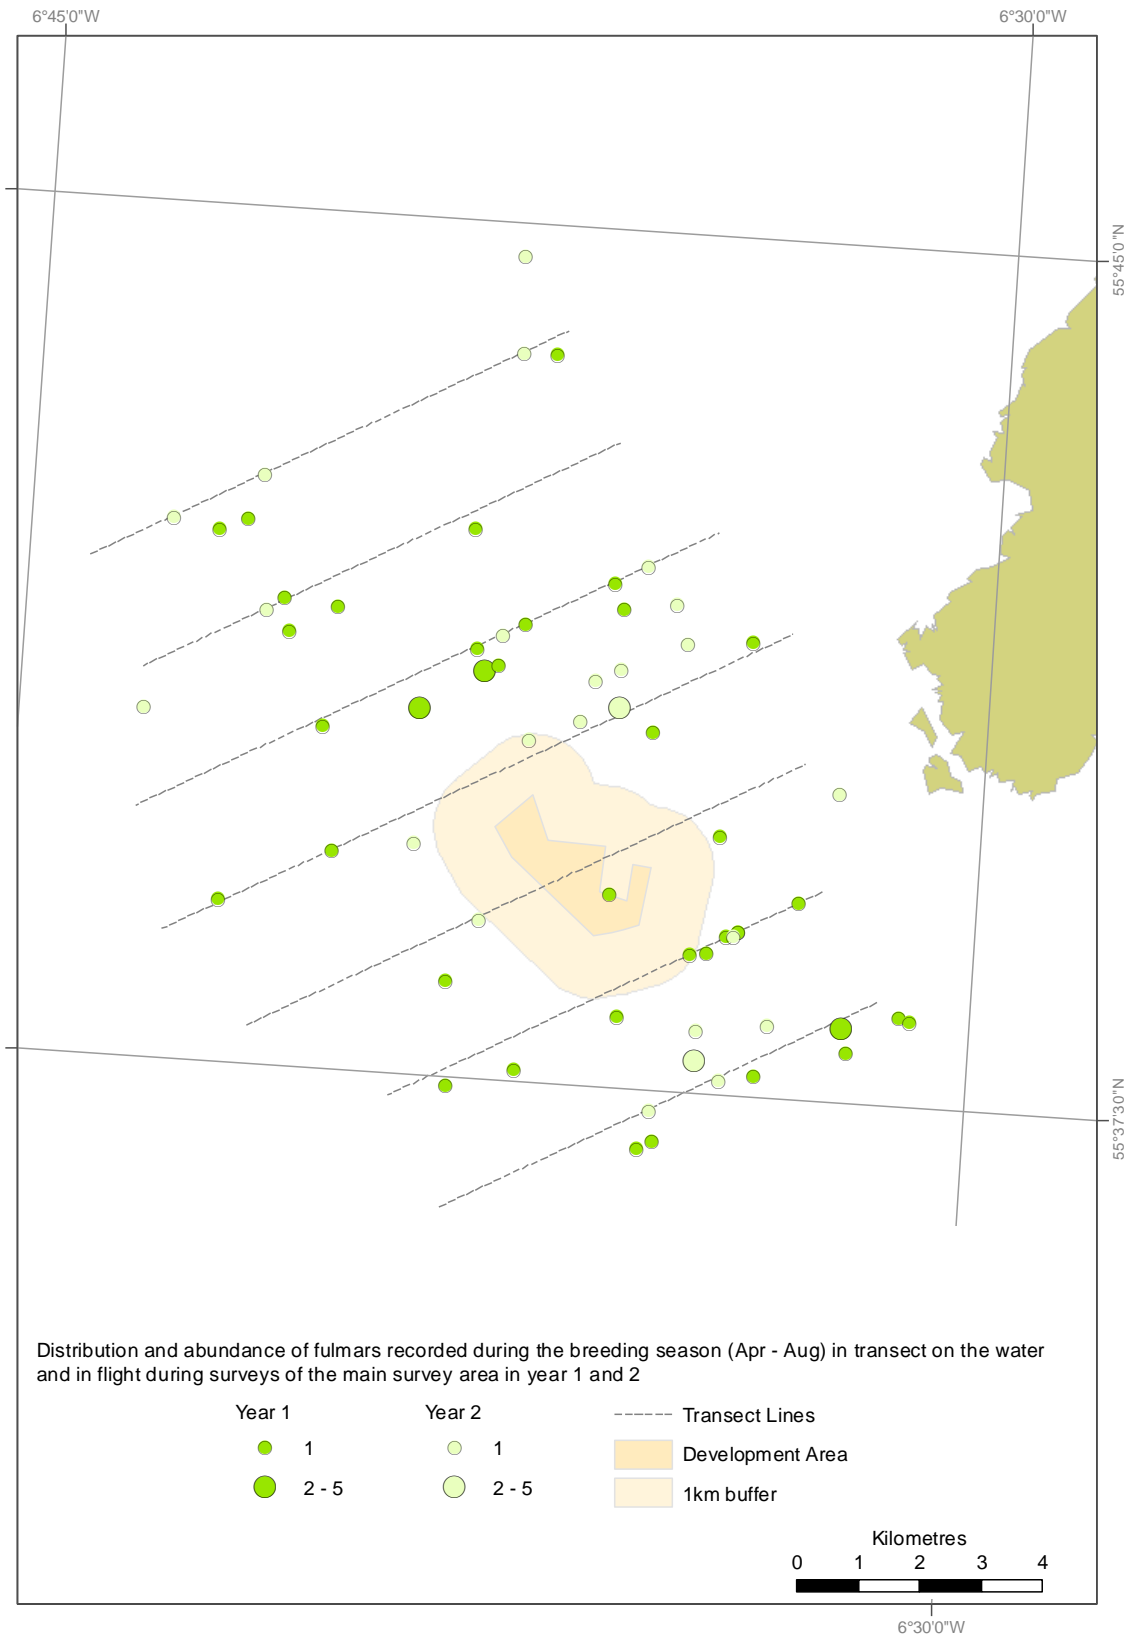 6°45'0"W 6°30'0"W
55°45'0"N
55°37'30"N
Distribution and abundance of fulmars recorded during the breeding season (Apr - Aug) in transect on the water
and in flight during surveys of the main survey area in year 1 and 2
Year 1 Year 2
1 1
2 - 5 2 - 5
Transect Lines
Development Area
1km buffer
Kilometres
0 1 2 3 4
6°30'0"W